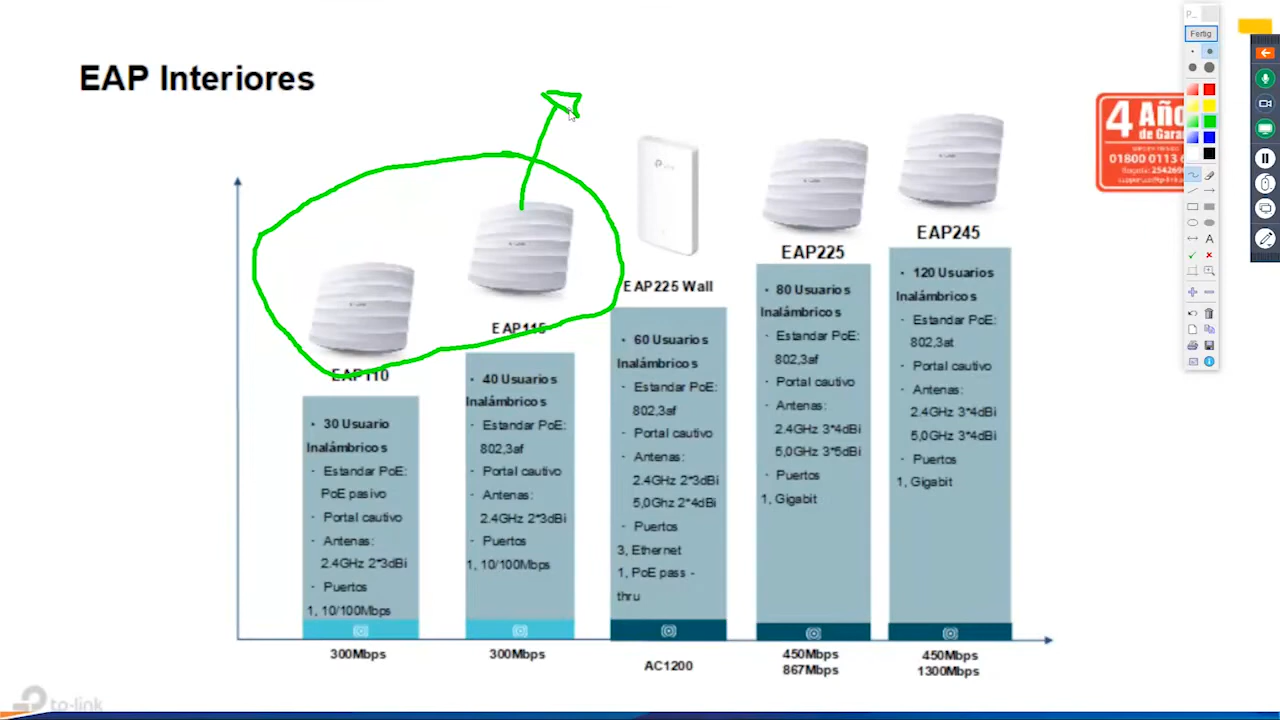 EAP Interiores
P...
Fertig
4 Año
de Gara
01800 0113 6
EAP110
· 30 Usuario
Inalámbricos
· Estandar PoE:
PoE pasivo
· Portal cautivo
· Antenas:
2.4GHz 2*3dBi
· Puertos
1, 10/100Mbps
300Mbps
EAP115
· 40 Usuarios
Inalámbricos
· Estandar PoE:
802,3af
· Portal cautivo
· Antenas:
2.4GHz 2*3dBi
· Puertos
1, 10/100Mbps
300Mbps
EAP225 Wall
· 60 Usuarios
Inalámbricos
· Estandar PoE:
802,3af
· Portal cautivo
· Antenas:
2.4GHz 2*3dBi
5,0Ghz 2*4dBi
· Puertos
3, Ethernet
1, PoE pass -
thru
AC1200
EAP225
· 80 Usuarios
Inalámbricos
· Estandar PoE:
802,3af
· Portal cautivo
· Antenas:
2.4GHz 3*4dBi
5,0GHz 3*5dBi
· Puertos
1, Gigabit
450Mbps
867Mbps
EAP245
· 120 Usuarios
Inalámbricos
· Estandar PoE:
802,3at
· Portal cautivo
· Antenas:
2.4GHz 3*4dBi
5,0GHz 3*4dBi
· Puertos
1, Gigabit
450Mbps
1300Mbps
tp-link